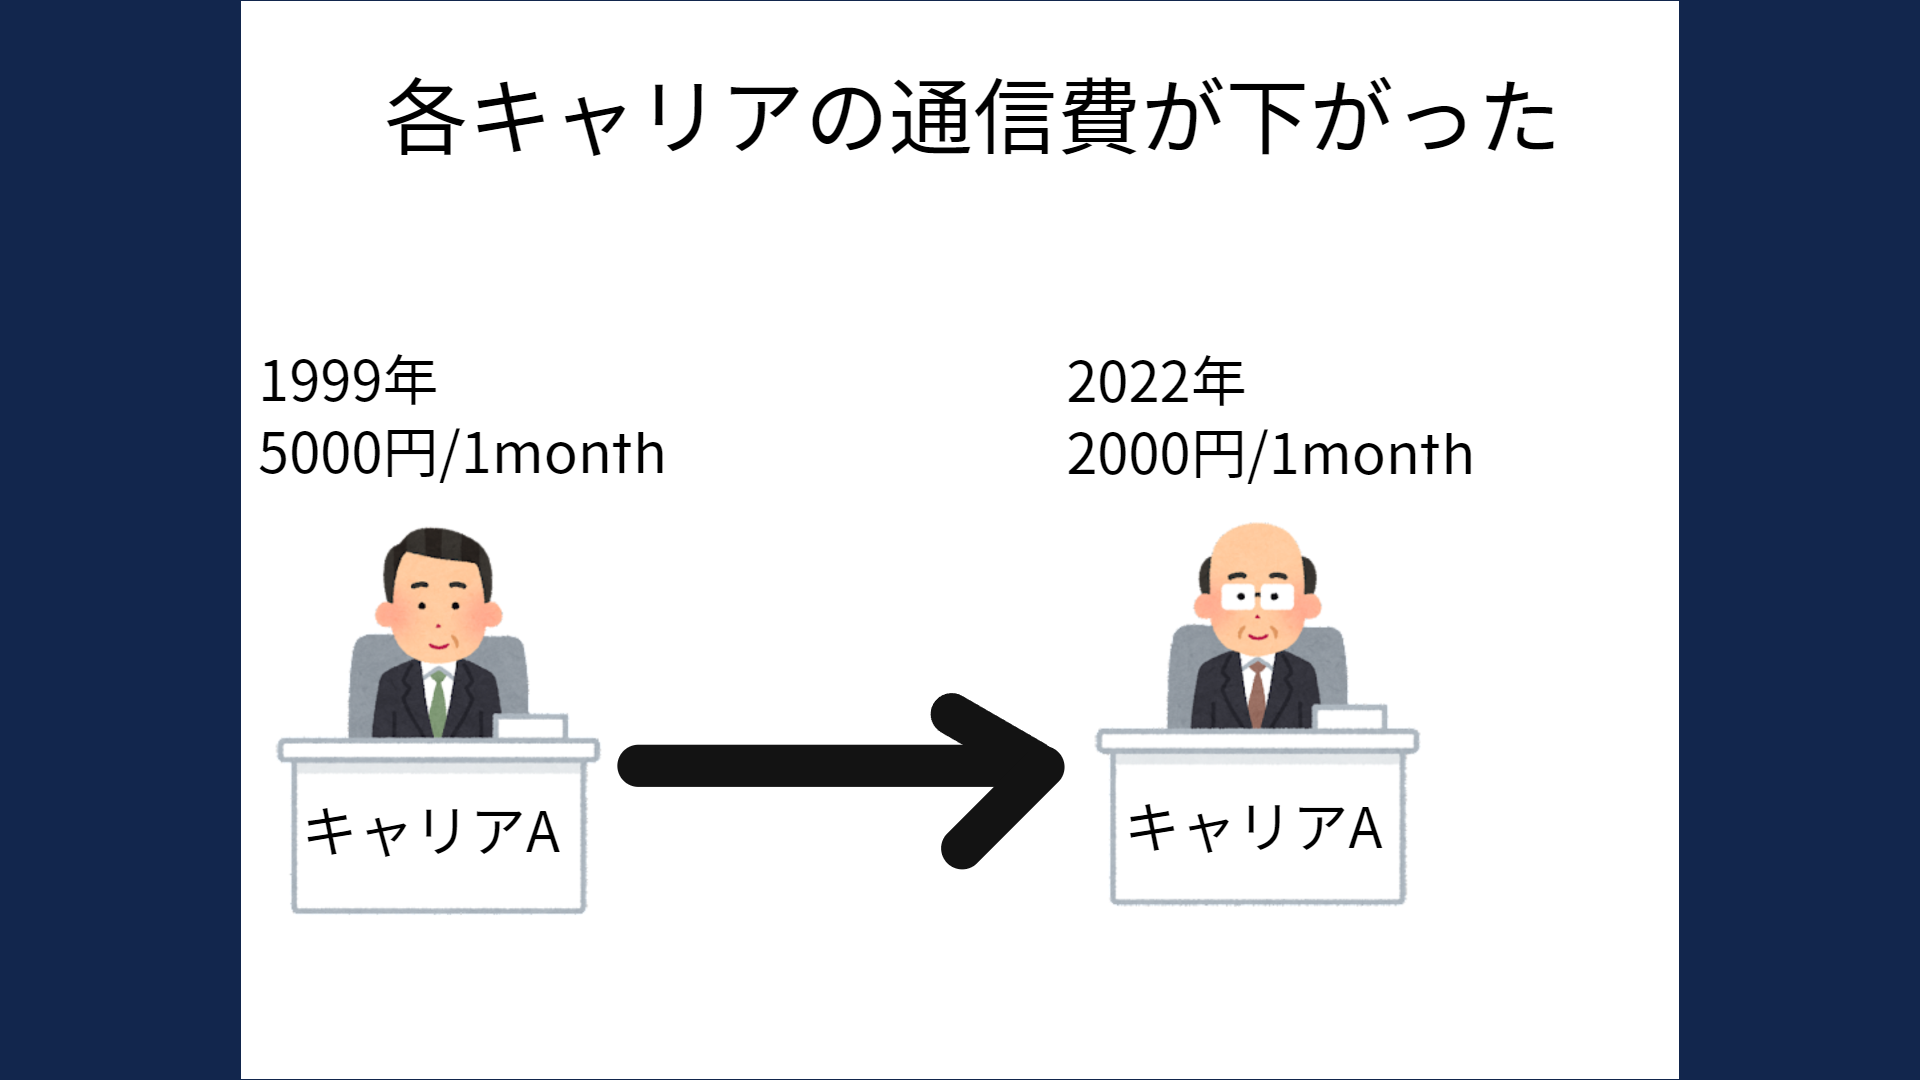 各キャリアの通信費が下がった
1999年
5000円/1month
2022年
2000円/1month
キャリアA
キャリアA